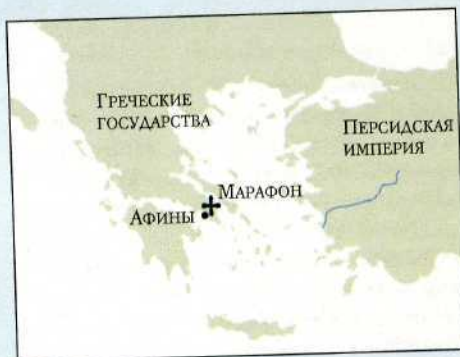 Греческие
государства
Персидская
империя
Марафон
Афины